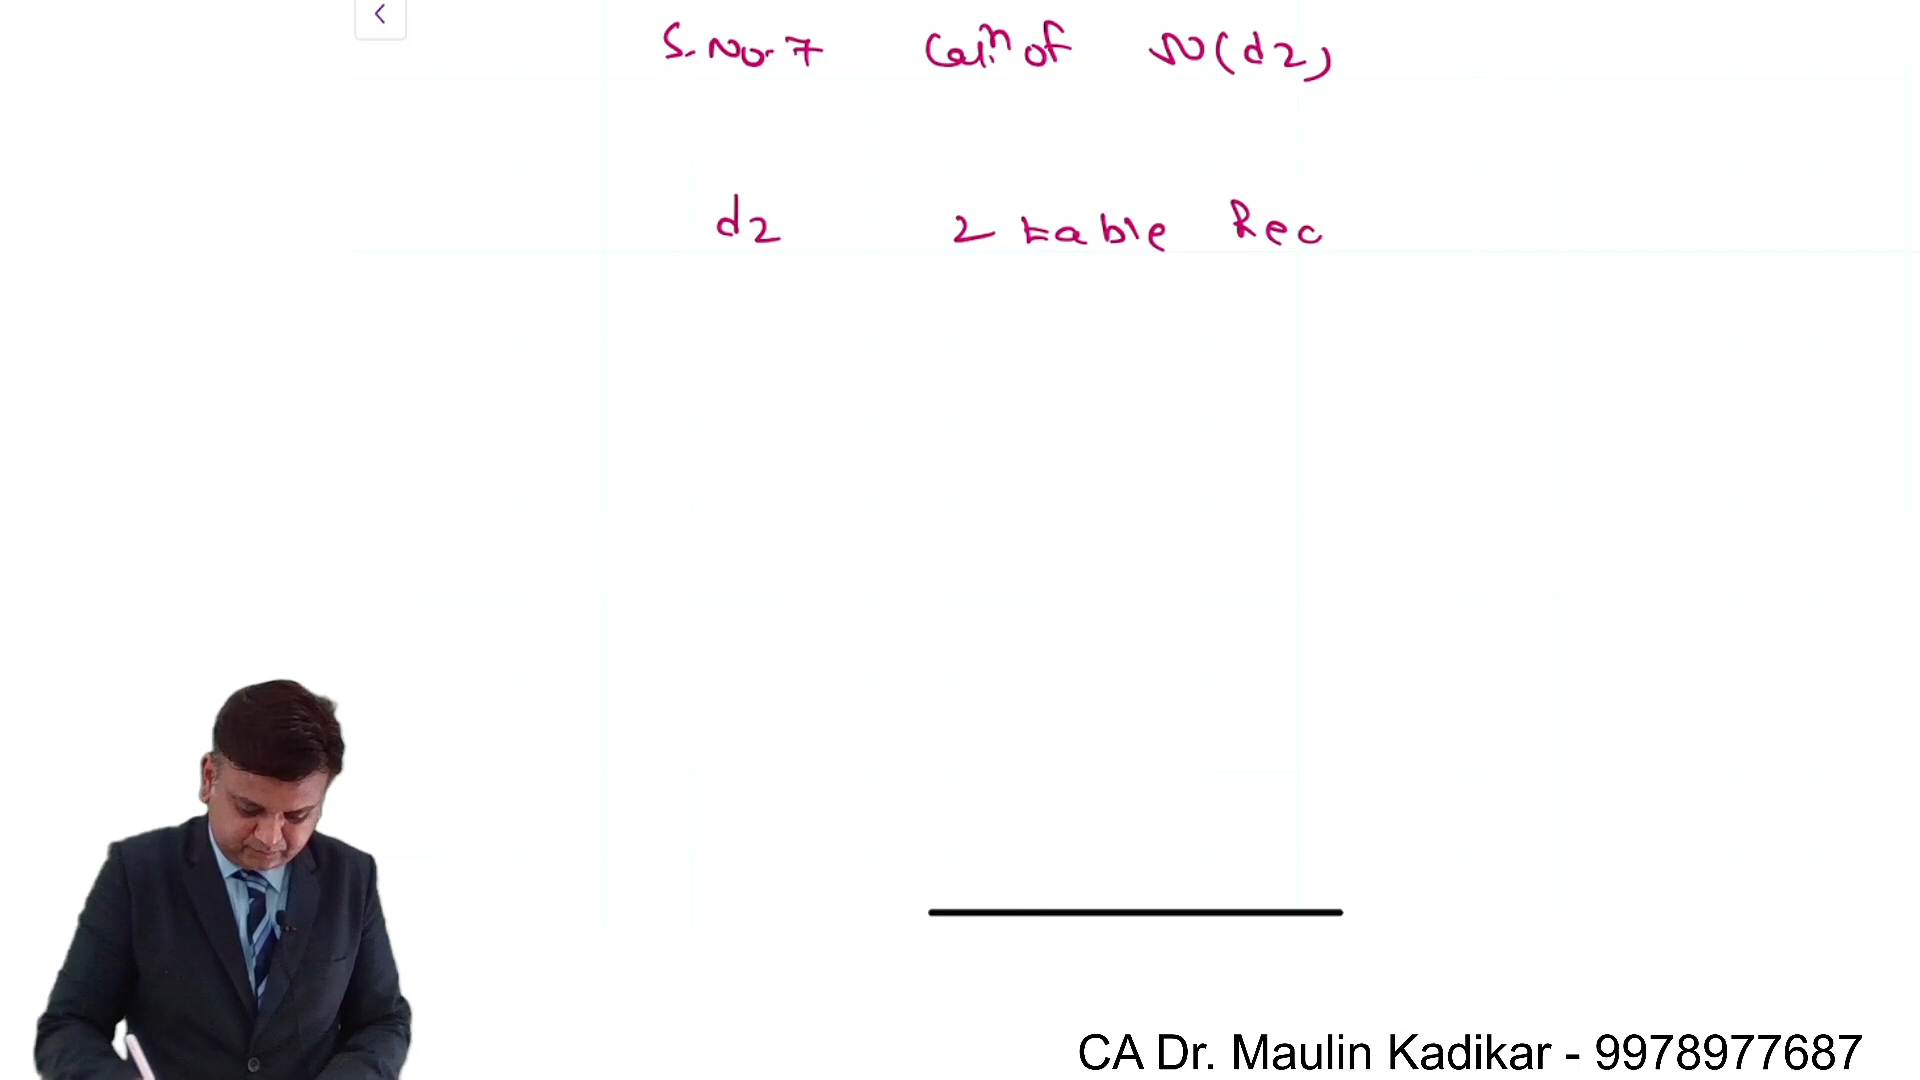 S. No. 7 Caln of N(d2)
d2 2 table Rec
CA Dr. Maulin Kadikar - 9978977687